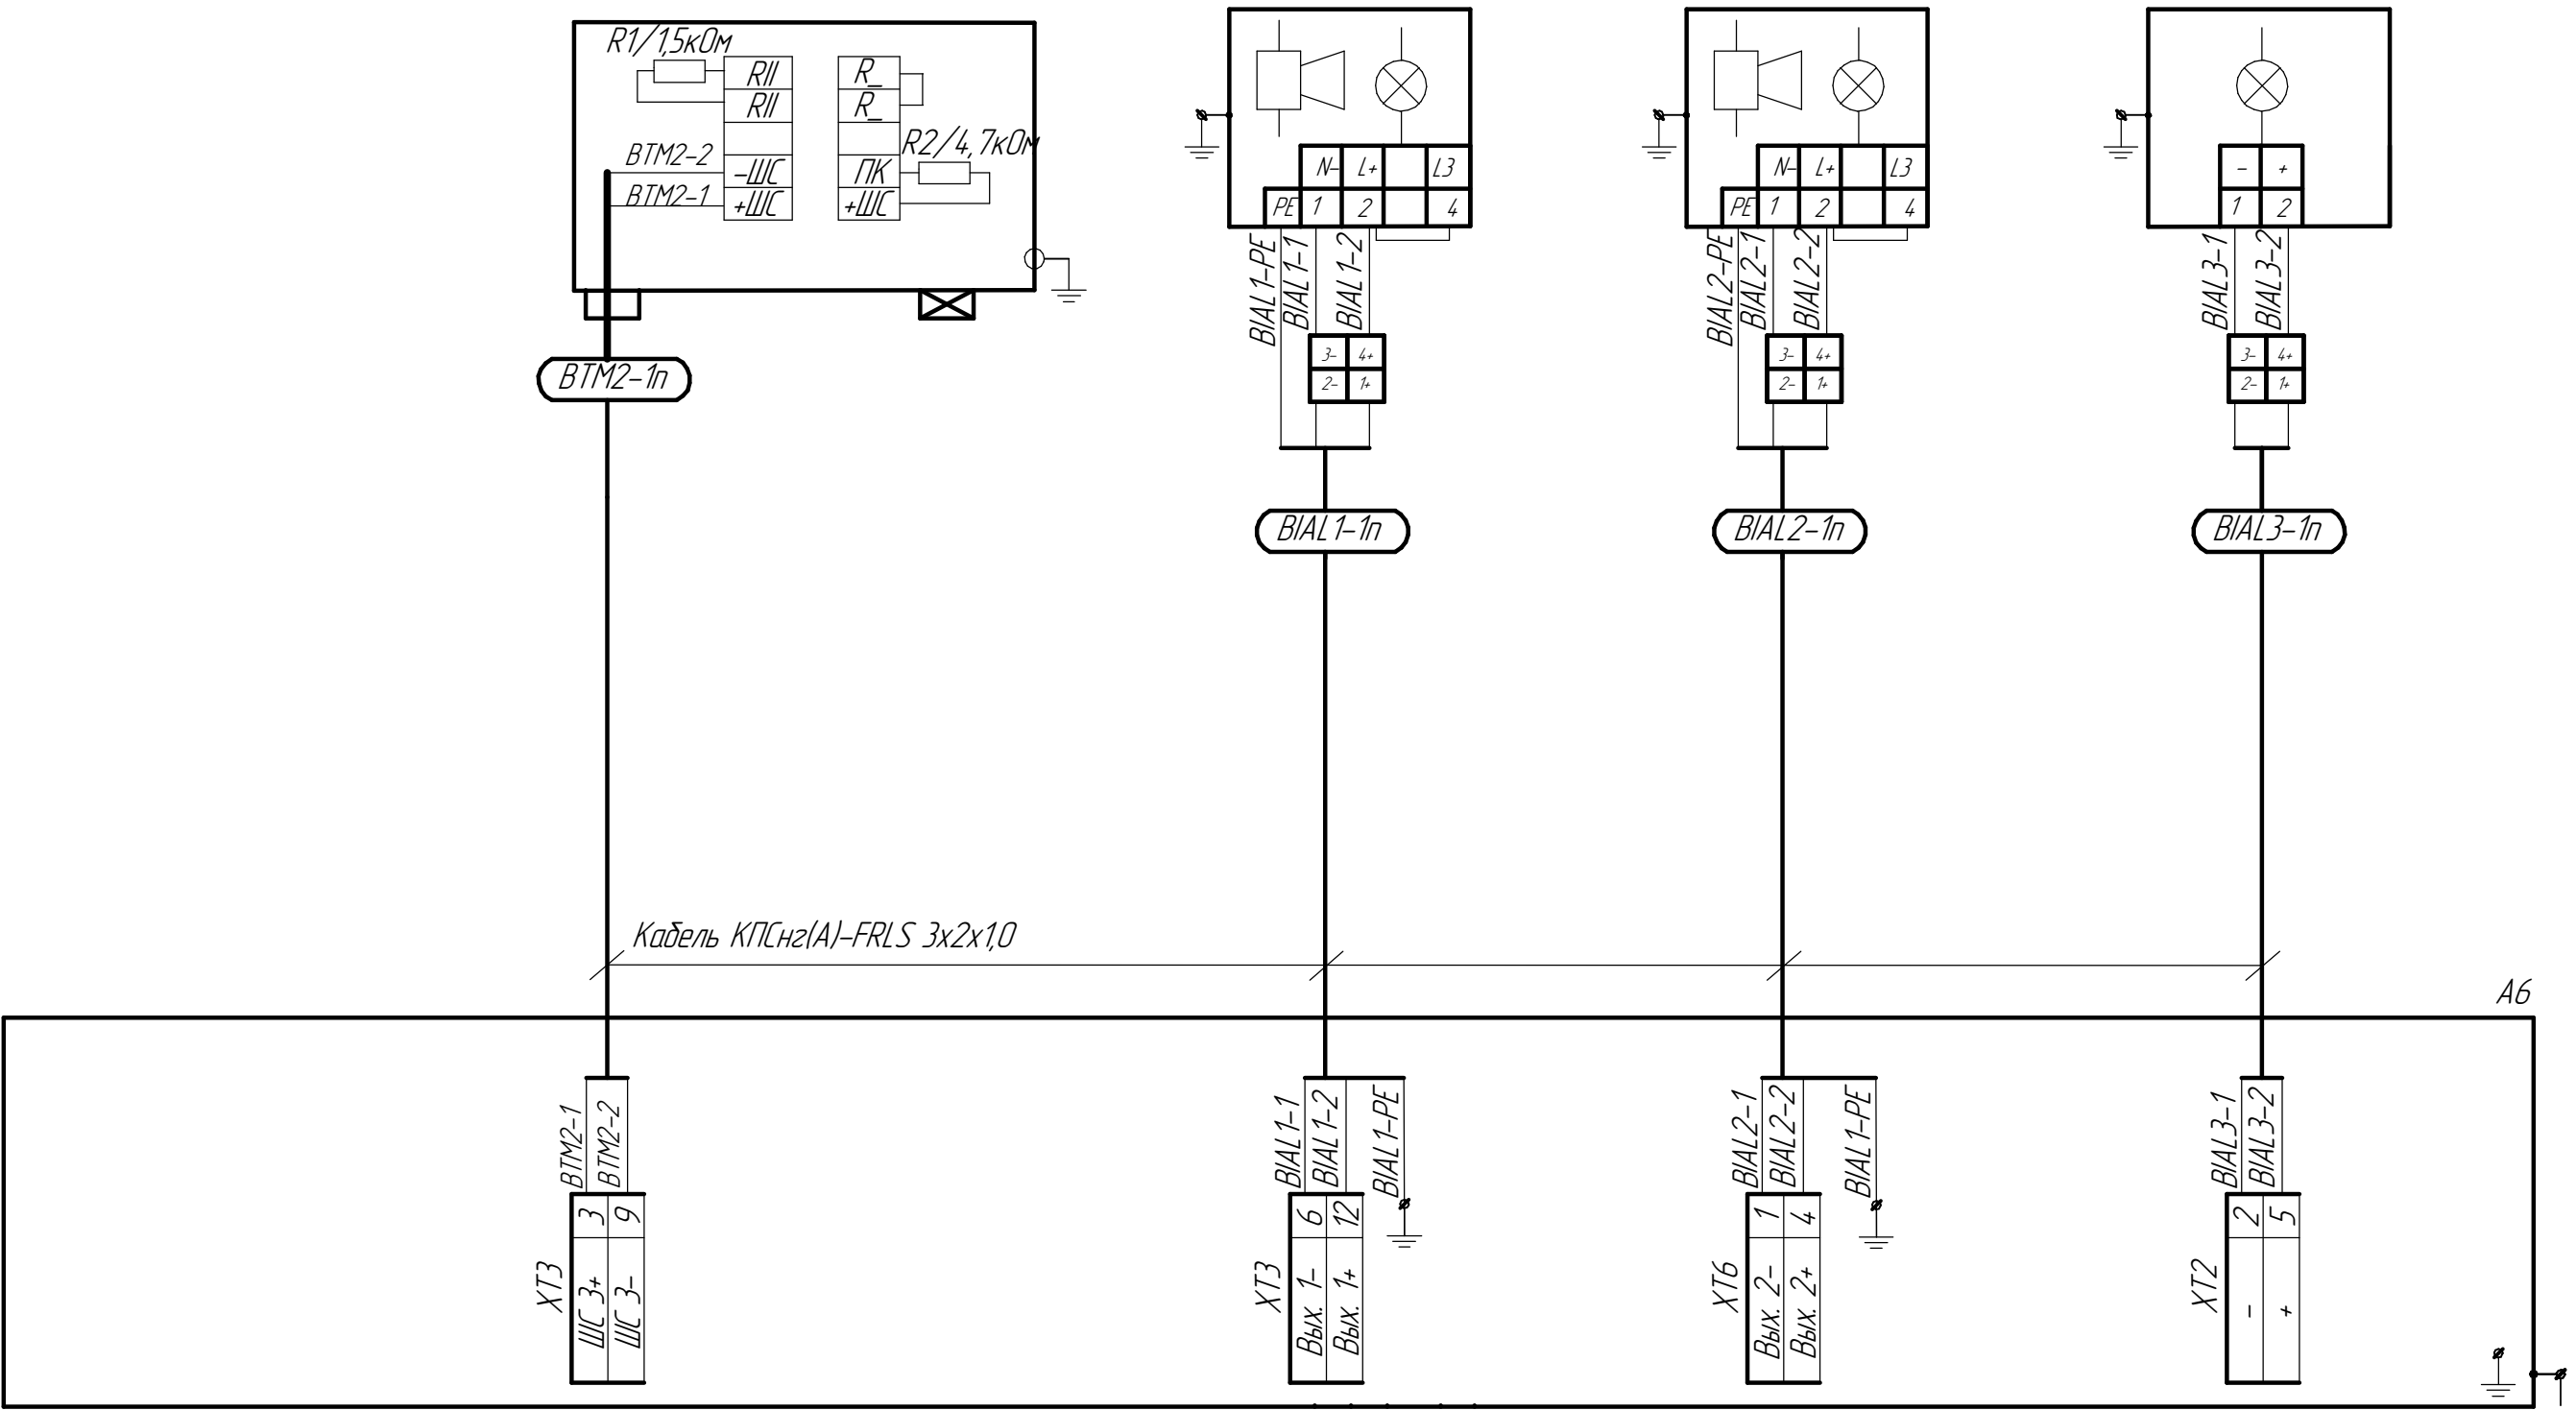 R1/1,5кОм
R||
R||
-ШС
+ШС
BTM2-2
BTM2-1
R_
R_
ПК
+ШС
R2/4,7кОм
BTM2-1п
N- L+ L3
PE 1 2 4
BIAL1-PE
BIAL1-1
BIAL1-2
3- 4+
2- 1+
BIAL1-1п
N- L+ L3
PE 1 2 4
BIAL2-PE
BIAL2-1
BIAL2-2
3- 4+
2- 1+
BIAL2-1п
- +
1 2
BIAL3-1
BIAL3-2
3- 4+
2- 1+
BIAL3-1п
Кабель КПСнг(А)-FRLS 3х2х1,0
А6
BTM2-1
BTM2-2
XT3
3
9
ШС 3+
ШС 3-
BIAL1-1
BIAL1-2
BIAL1-PE
XT3
6
12
Вых. 1-
Вых. 1+
BIAL2-1
BIAL2-2
BIAL1-PE
XT6
1
4
Вых. 2-
Вых. 2+
BIAL3-1
BIAL3-2
XT2
2
5
-
+